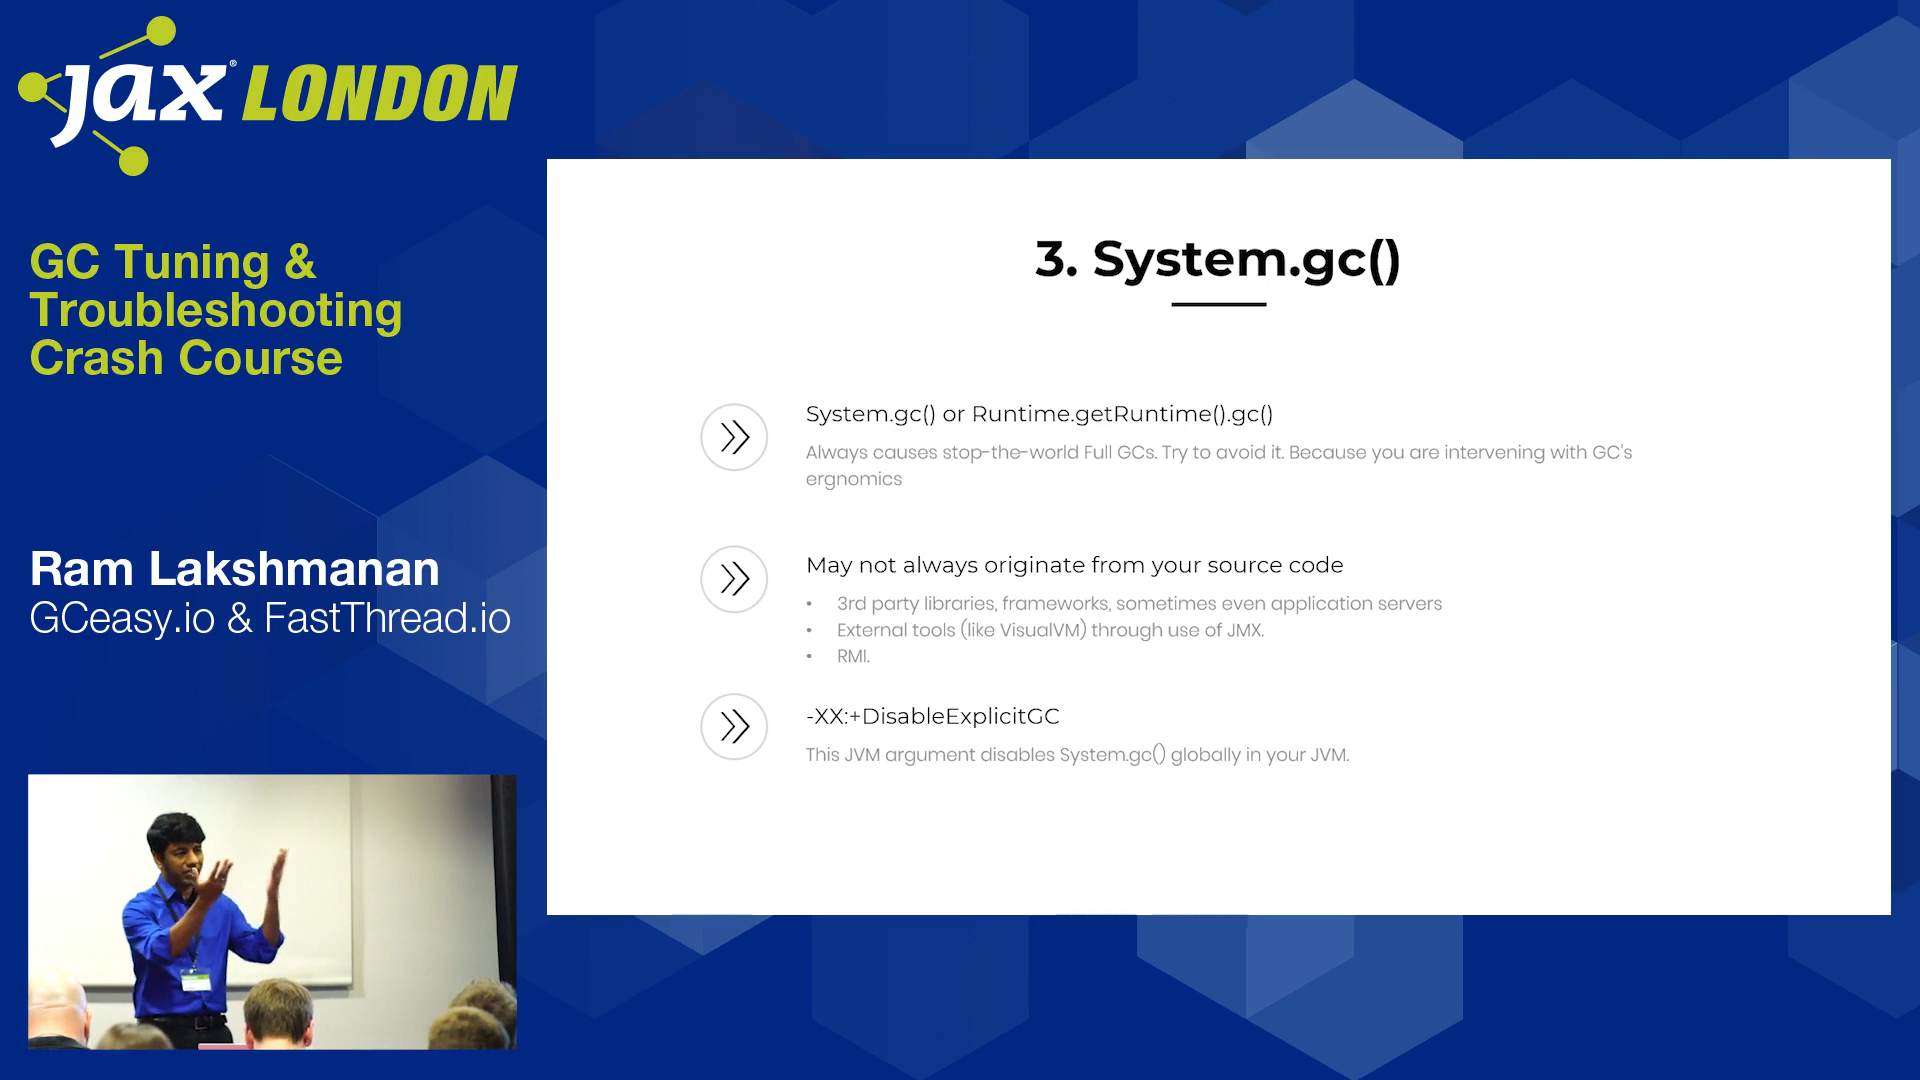 jax® LONDON
GC Tuning &
Troubleshooting
Crash Course
Ram Lakshmanan
GCeasy.io & FastThread.io
3. System.gc()
System.gc() or Runtime.getRuntime().gc()
Always causes stop-the-world Full GCs. Try to avoid it. Because you are intervening with GC's
ergnomics
May not always originate from your source code
• 3rd party libraries, frameworks, sometimes even application servers
• External tools (like VisualVM) through use of JMX.
• RMI.
-XX:+DisableExplicitGC
This JVM argument disables System.gc() globally in your JVM.